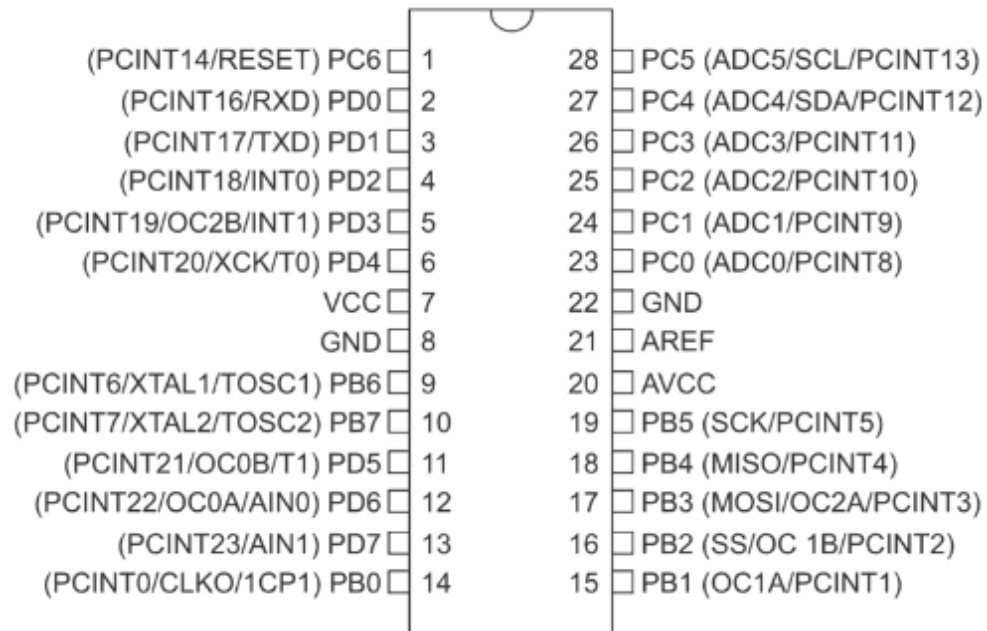 (PCINT14/RESET) PC6 1 28 PC5 (ADC5/SCL/PCINT13)
(PCINT16/RXD) PD0 2 27 PC4 (ADC4/SDA/PCINT12)
(PCINT17/TXD) PD1 3 26 PC3 (ADC3/PCINT11)
(PCINT18/INT0) PD2 4 25 PC2 (ADC2/PCINT10)
(PCINT19/OC2B/INT1) PD3 5 24 PC1 (ADC1/PCINT9)
(PCINT20/XCK/T0) PD4 6 23 PC0 (ADC0/PCINT8)
VCC 7 22 GND
GND 8 21 AREF
(PCINT6/XTAL1/TOSC1) PB6 9 20 AVCC
(PCINT7/XTAL2/TOSC2) PB7 10 19 PB5 (SCK/PCINT5)
(PCINT21/OC0B/T1) PD5 11 18 PB4 (MISO/PCINT4)
(PCINT22/OC0A/AIN0) PD6 12 17 PB3 (MOSI/OC2A/PCINT3)
(PCINT23/AIN1) PD7 13 16 PB2 (SS/OC 1B/PCINT2)
(PCINT0/CLKO/1CP1) PB0 14 15 PB1 (OC1A/PCINT1)